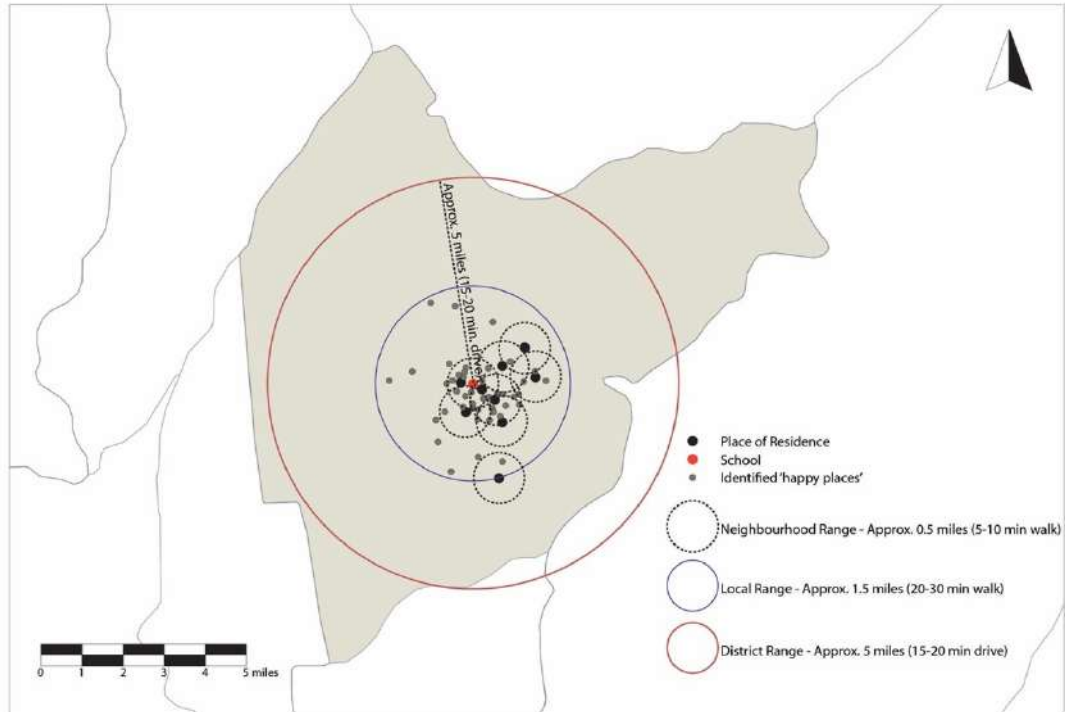 Approx. 5 miles (15-20 min. drive)
Place of Residence
School
Identified 'happy places'
Neighbourhood Range - Approx. 0.5 miles (5-10 min walk)
Local Range - Approx. 1.5 miles (20-30 min walk)
District Range - Approx. 5 miles (15-20 min drive)
0 1 2 3 4 5 miles